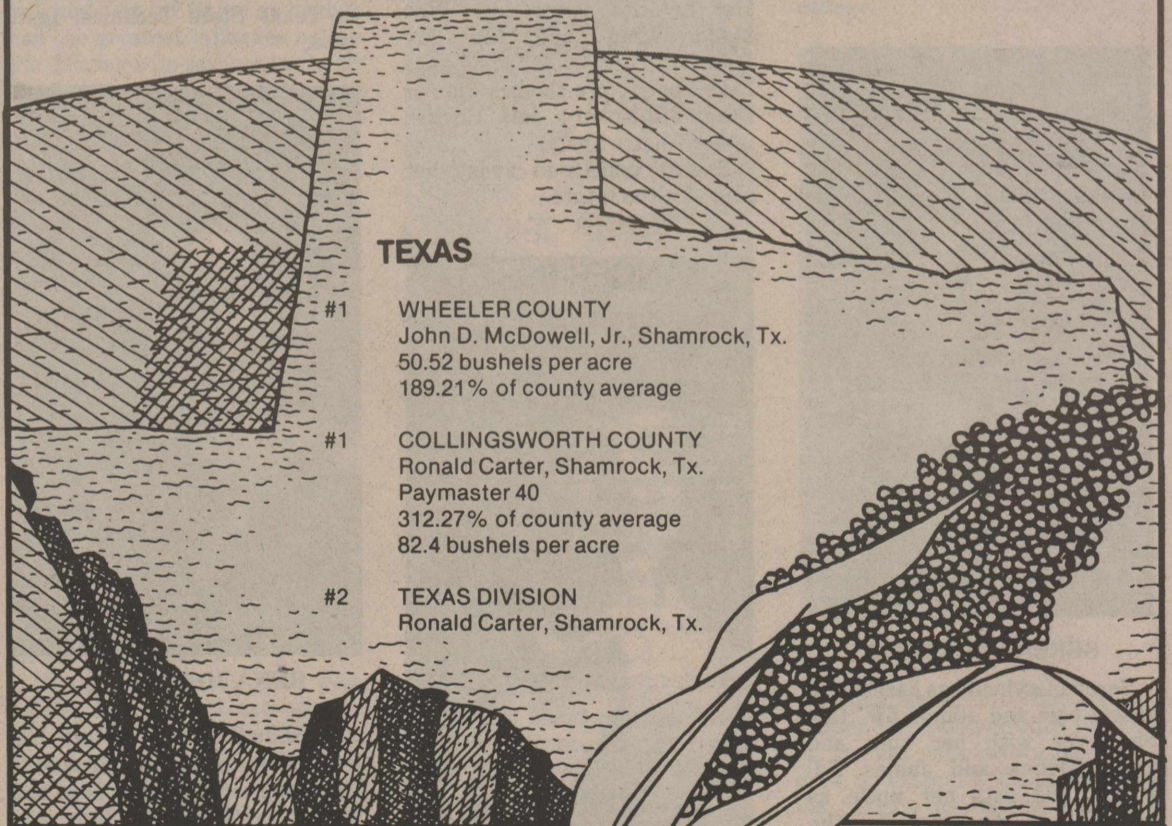 TEXAS
#1 WHEELER COUNTY
John D. McDowell, Jr., Shamrock, Tx.
50.52 bushels per acre
189.21% of county average
#1 COLLINGSWORTH COUNTY
Ronald Carter, Shamrock, Tx.
Paymaster 40
312.27% of county average
82.4 bushels per acre
#2 TEXAS DIVISION
Ronald Carter, Shamrock, Tx.